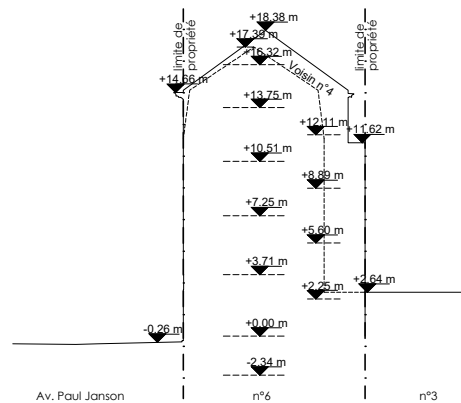 +18.38 m
+17.39 m
+16.32 m
limite de
propriété
limite de
propriété
Voisin n°4
+14.66 m
+13.75 m
+12.11 m
+11.62 m
+10.51 m
+8.89 m
+7.25 m
+5.60 m
+3.71 m
+2.64 m
+2.25 m
-0.26 m
+0.00 m
-2.34 m
Av. Paul Janson
n°6
n°3